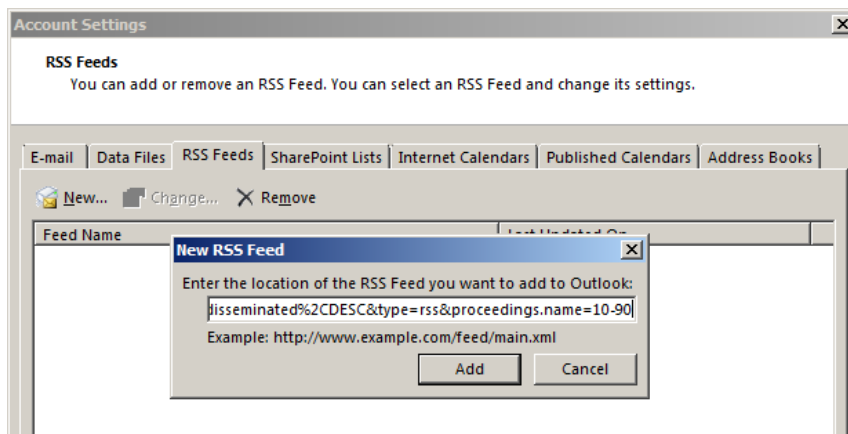 Account Settings
RSS Feeds
You can add or remove an RSS Feed. You can select an RSS Feed and change its settings.
E-mail Data Files RSS Feeds SharePoint Lists Internet Calendars Published Calendars Address Books
New... Change... Remove
Feed Name Last Updated On
New RSS Feed
Enter the location of the RSS Feed you want to add to Outlook:
disseminated%2CDESC&type=rss&proceedings.name=10-90
Example: http://www.example.com/feed/main.xml
Add Cancel